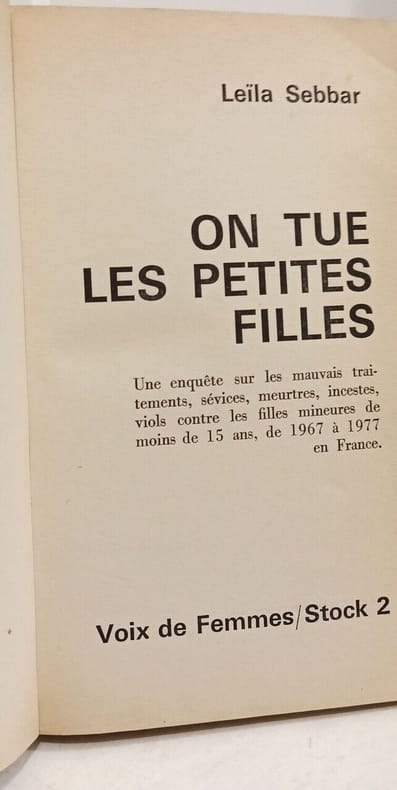 Leïla Sebbar
ON TUE
LES PETITES
FILLES
Une enquête sur les mauvais trai-
tements, sévices, meurtres, incestes,
viols contre les filles mineures de
moins de 15 ans, de 1967 à 1977
en France.
Voix de Femmes/Stock 2